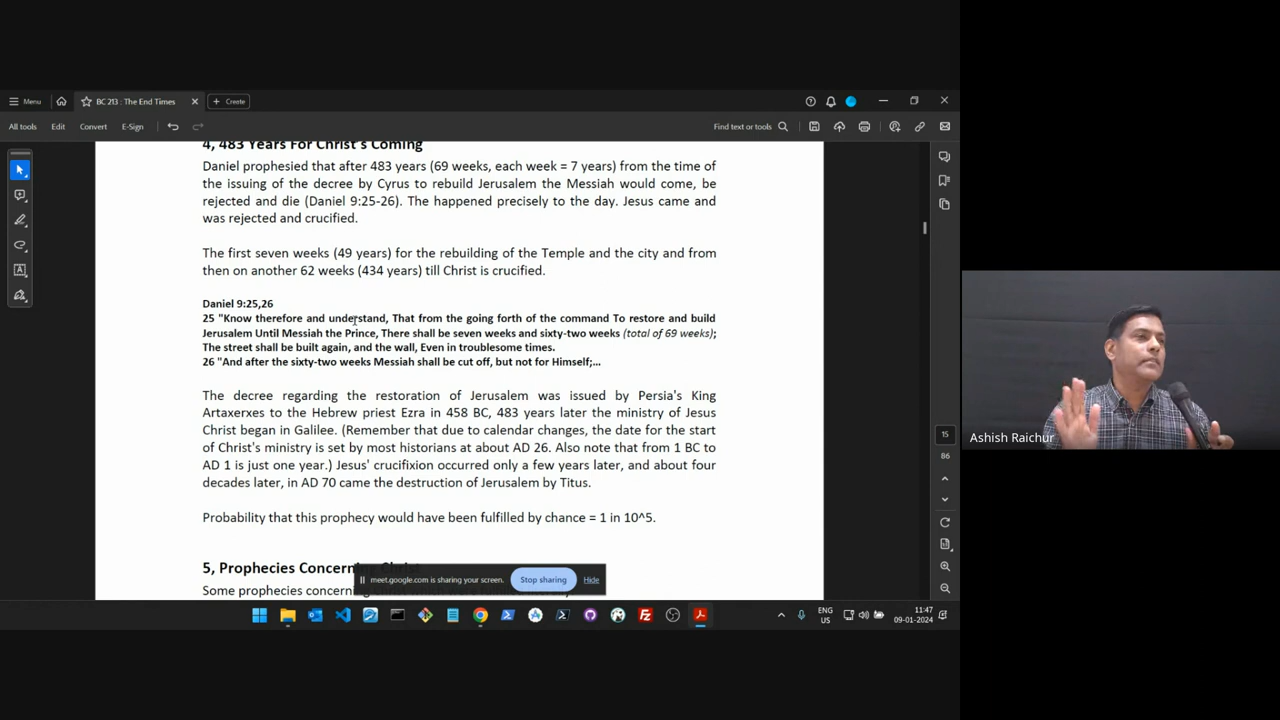 Menu
BC 213 : The End Times
Create
All tools
Edit
Convert
E-Sign
Find text or tools
4, 483 Years For Christ's Coming
Daniel prophesied that after 483 years (69 weeks, each week = 7 years) from the time of
the issuing of the decree by Cyrus to rebuild Jerusalem the Messiah would come, be
rejected and die (Daniel 9:25-26). The happened precisely to the day. Jesus came and
was rejected and crucified.
The first seven weeks (49 years) for the rebuilding of the Temple and the city and from
then on another 62 weeks (434 years) till Christ is crucified.
Daniel 9:25,26
25 "Know therefore and understand, That from the going forth of the command To restore and build
Jerusalem Until Messiah the Prince, There shall be seven weeks and sixty-two weeks (total of 69 weeks);
The street shall be built again, and the wall, Even in troublesome times.
26 "And after the sixty-two weeks Messiah shall be cut off, but not for Himself;...
The decree regarding the restoration of Jerusalem was issued by Persia's King
Artaxerxes to the Hebrew priest Ezra in 458 BC, 483 years later the ministry of Jesus
Christ began in Galilee. (Remember that due to calendar changes, the date for the start
of Christ's ministry is set by most historians at about AD 26. Also note that from 1 BC to
AD 1 is just one year.) Jesus' crucifixion occurred only a few years later, and about four
decades later, in AD 70 came the destruction of Jerusalem by Titus.
Probability that this prophecy would have been fulfilled by chance = 1 in 10^5.
5, Prophecies Concerning Christ
Some prophecies concerning
meet.google.com is sharing your screen.
Stop sharing
Hide
15
86
ENG
US
11:47
09-01-2024
Ashish Raichur